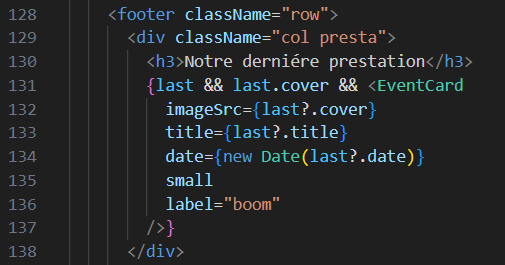 128 <footer className="row">
129 <div className="col presta">
130 <h3>Notre derniére prestation</h3>
131 {last && last.cover && <EventCard
132 imageSrc={last?.cover}
133 title={last?.title}
134 date={new Date(last?.date)}
135 small
136 label="boom"
137 />}
138 </div>